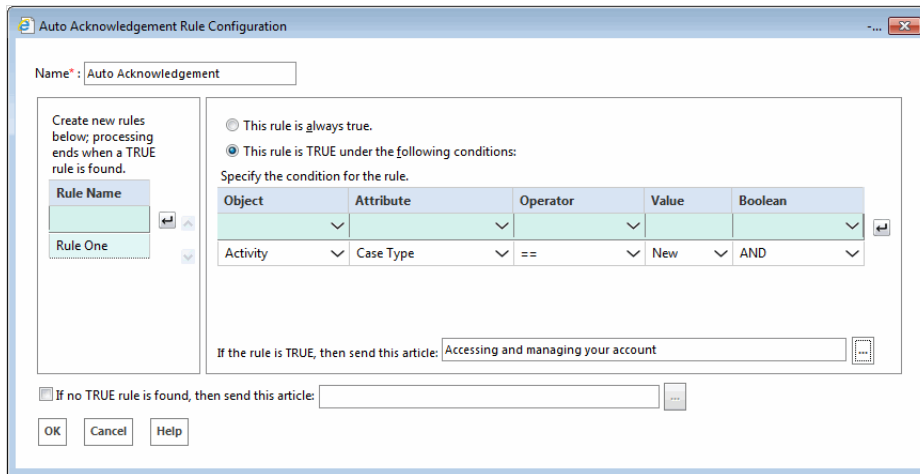 Auto Acknowledgement Rule Configuration
-...
Name* : Auto Acknowledgement
Create new rules
below; processing
ends when a TRUE
rule is found.
Rule Name
Rule One
This rule is always true.
This rule is TRUE under the following conditions:
Specify the condition for the rule.
Object Attribute Operator Value Boolean
Activity Case Type == New AND
If the rule is TRUE, then send this article: Accessing and managing your account ...
If no TRUE rule is found, then send this article: ...
OK Cancel Help